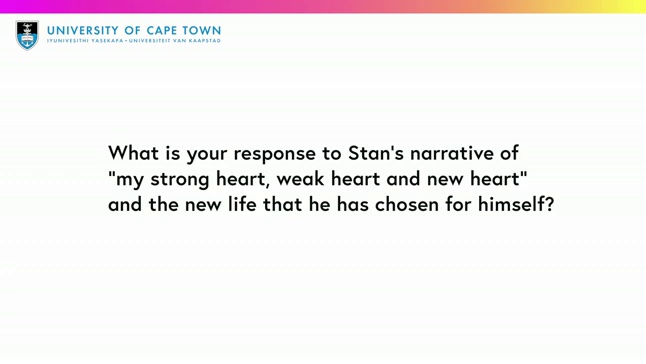 UNIVERSITY OF CAPE TOWN
IYUNIVESITHI YASEKAPA • UNIVERSITEIT VAN KAAPSTAD
What is your response to Stan's narrative of
"my strong heart, weak heart and new heart"
and the new life that he has chosen for himself?